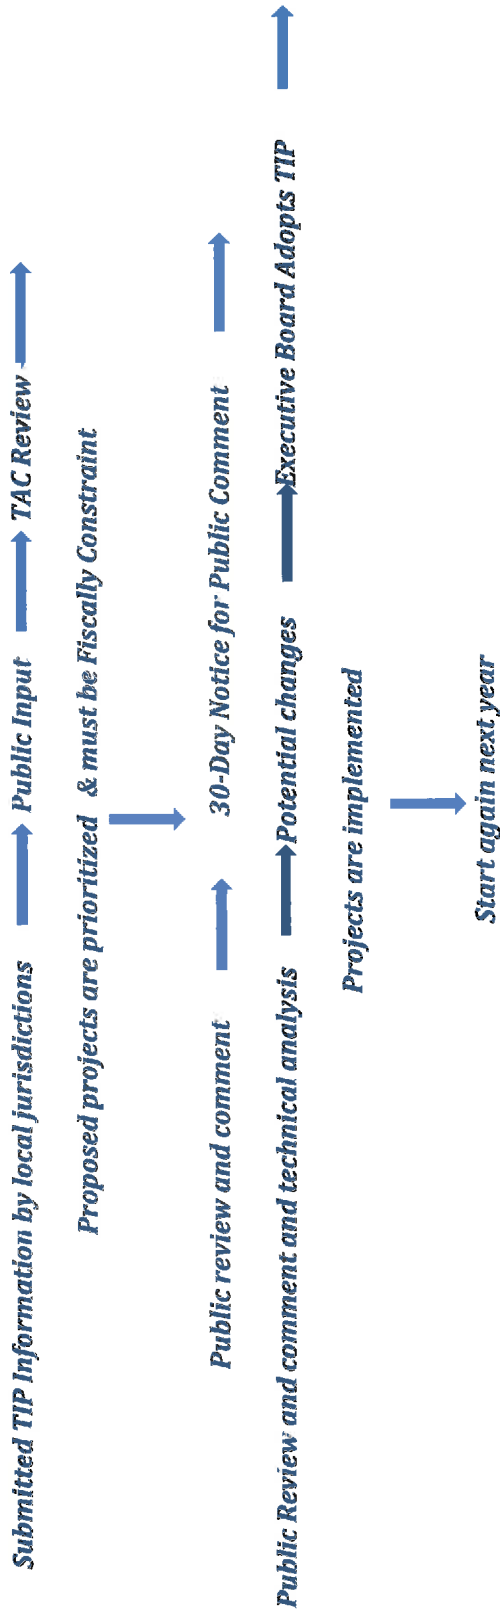 Submitted TIP Information by local jurisdictions Public Input TAC Review
Proposed projects are prioritized & must be Fiscally Constraint
Public review and comment 30-Day Notice for Public Comment
Public Review and comment and technical analysis Potential changes Executive Board Adopts TIP
Projects are implemented
Start again next year